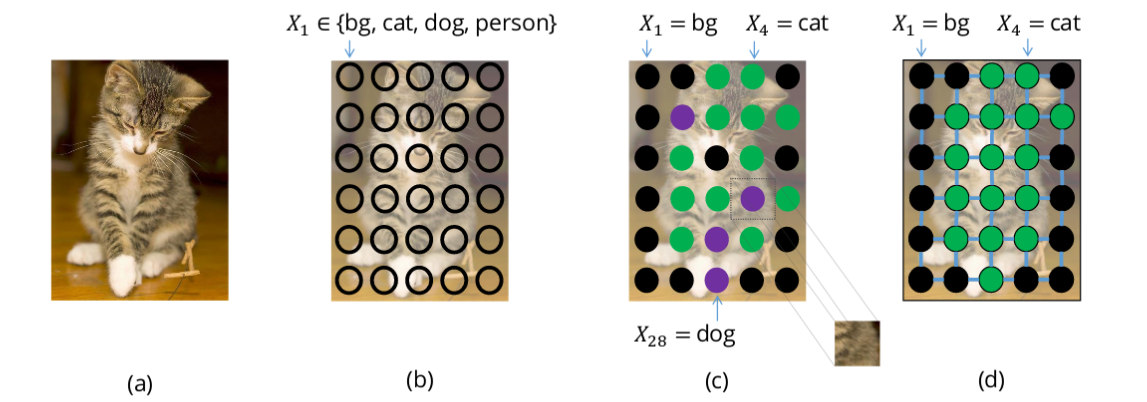 X₁ ∈ {bg, cat, dog, person}
X₁ = bg
X₄ = cat
X₁ = bg
X₄ = cat
X₂₈ = dog
(a)
(b)
(c)
(d)